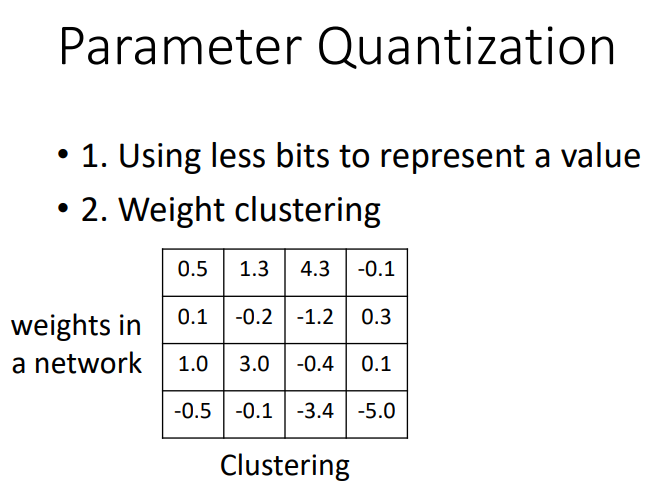 Parameter Quantization
• 1. Using less bits to represent a value
• 2. Weight clustering
weights in
a network
0.5 1.3 4.3 -0.1
0.1 -0.2 -1.2 0.3
1.0 3.0 -0.4 0.1
-0.5 -0.1 -3.4 -5.0
Clustering